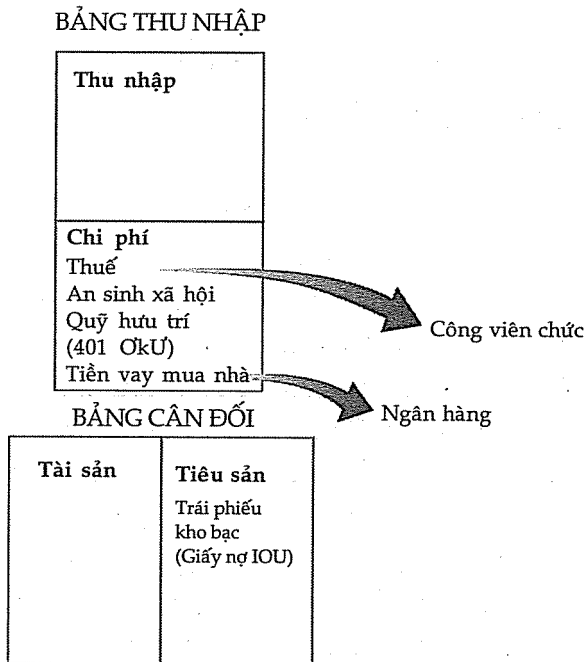 BẢNG THU NHẬP
Thu nhập
Chi phí
Thuế
An sinh xã hội
Quỹ hưu trí
(401 ƠkƯ)
Tiền vay mua nhà
Công viên chức
Ngân hàng
BẢNG CÂN ĐỐI
Tài sản
Tiêu sản
Trái phiếu
kho bạc
(Giấy nợ IOU)